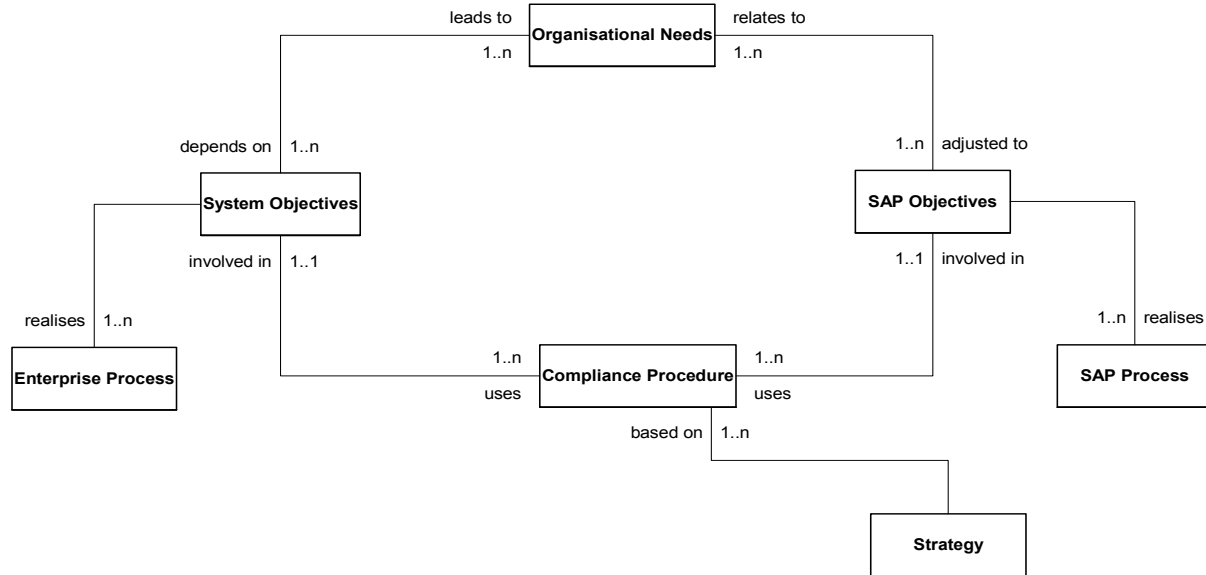 leads to
Organisational Needs
relates to
1..n
1..n
depends on
1..n
1..n
adjusted to
System Objectives
SAP Objectives
involved in
1..1
1..1
involved in
realises
1..n
1..n
realises
Enterprise Process
1..n
Compliance Procedure
1..n
SAP Process
uses
uses
based on
1..n
Strategy